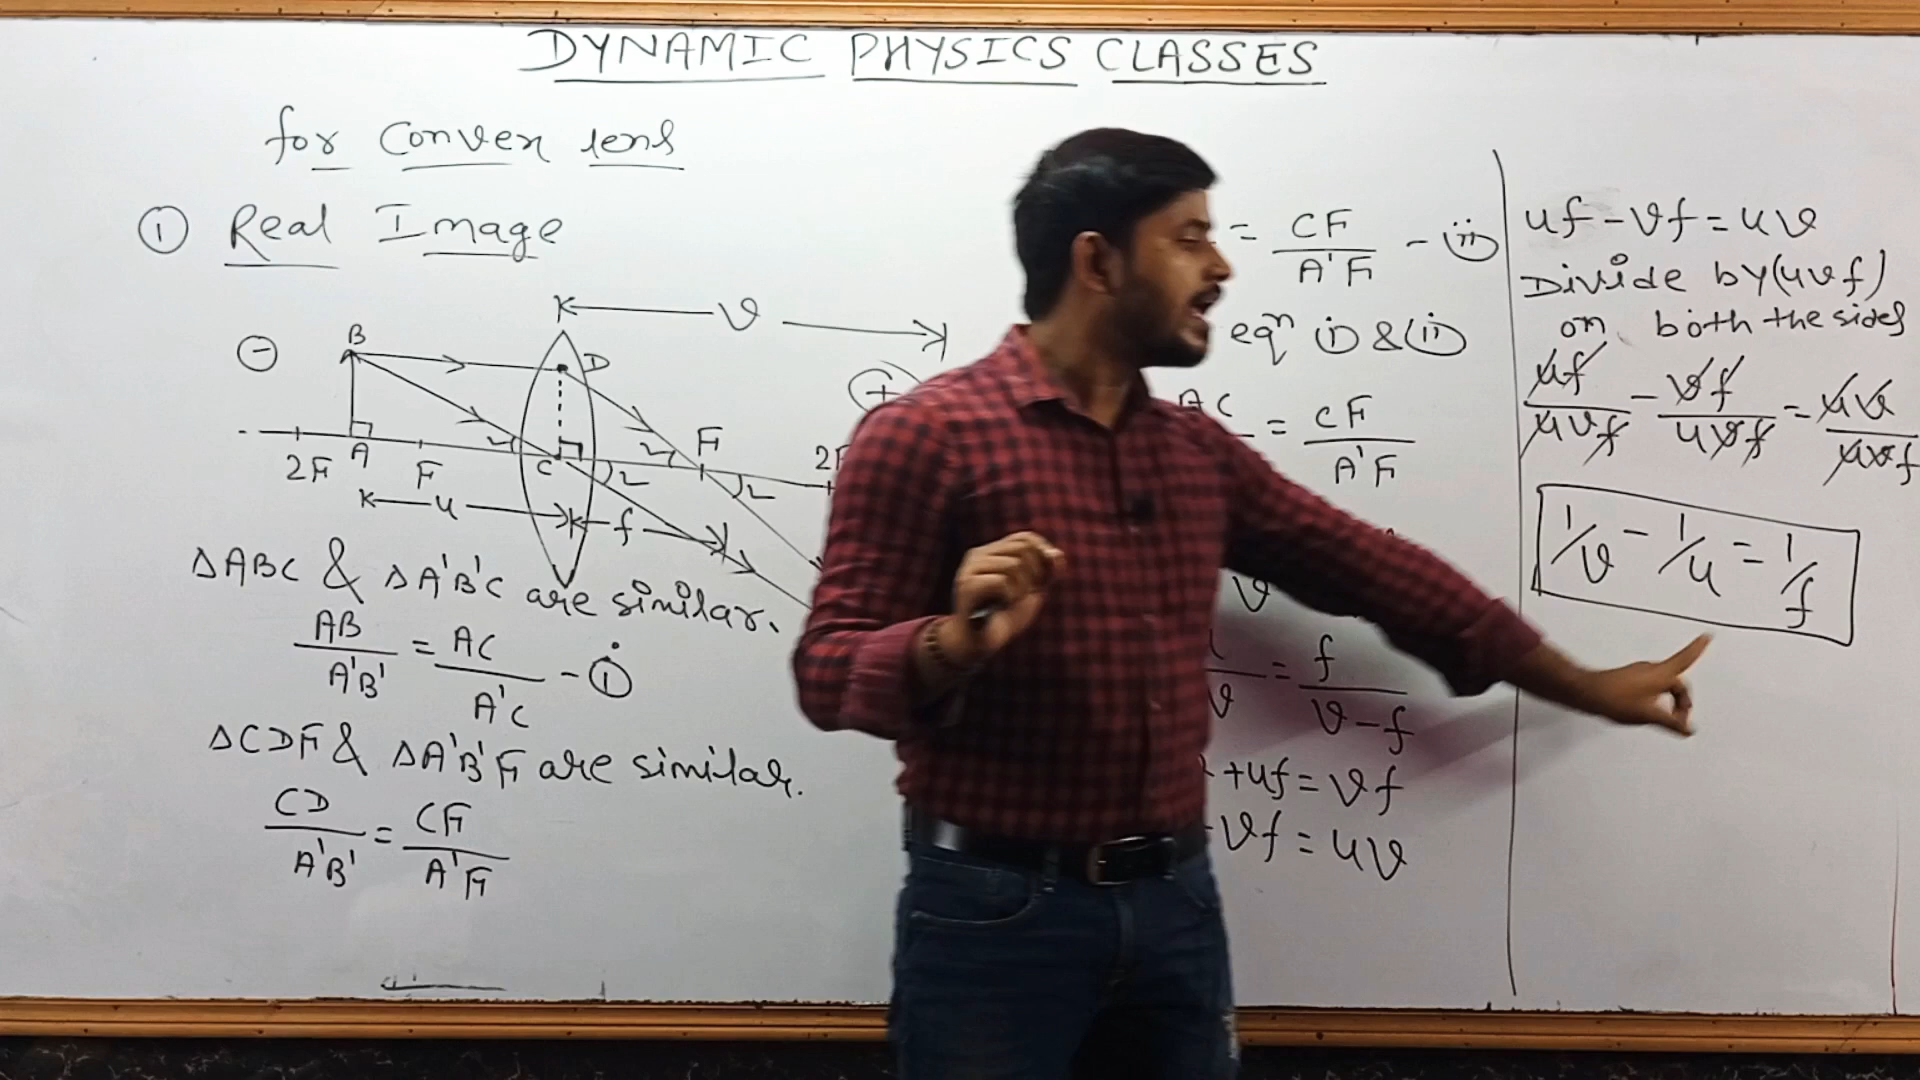 DYNAMIC PHYSICS CLASSES
for Convex lens
① Real Image
K← v →
⊖ B D ⊕
2F A F C F 2F
K← u →K← f →
ΔABC & ΔA'B'C are similar.
AB/A'B' = AC/A'C - ⓘ
ΔCDF & ΔA'B'F are similar.
CD/A'B' = CF/A'F
= CF/A'F - ⓘⓘ
eqⁿ ⓘ & ⓘⓘ
AC = CF/A'F
v
v = f/v-f
+uf = vf
-vf = uv
uf - vf = uv
Divide by (uvf)
on both the sides
uf/uvf - vf/uvf = uv/uvf
1/v - 1/u = 1/f